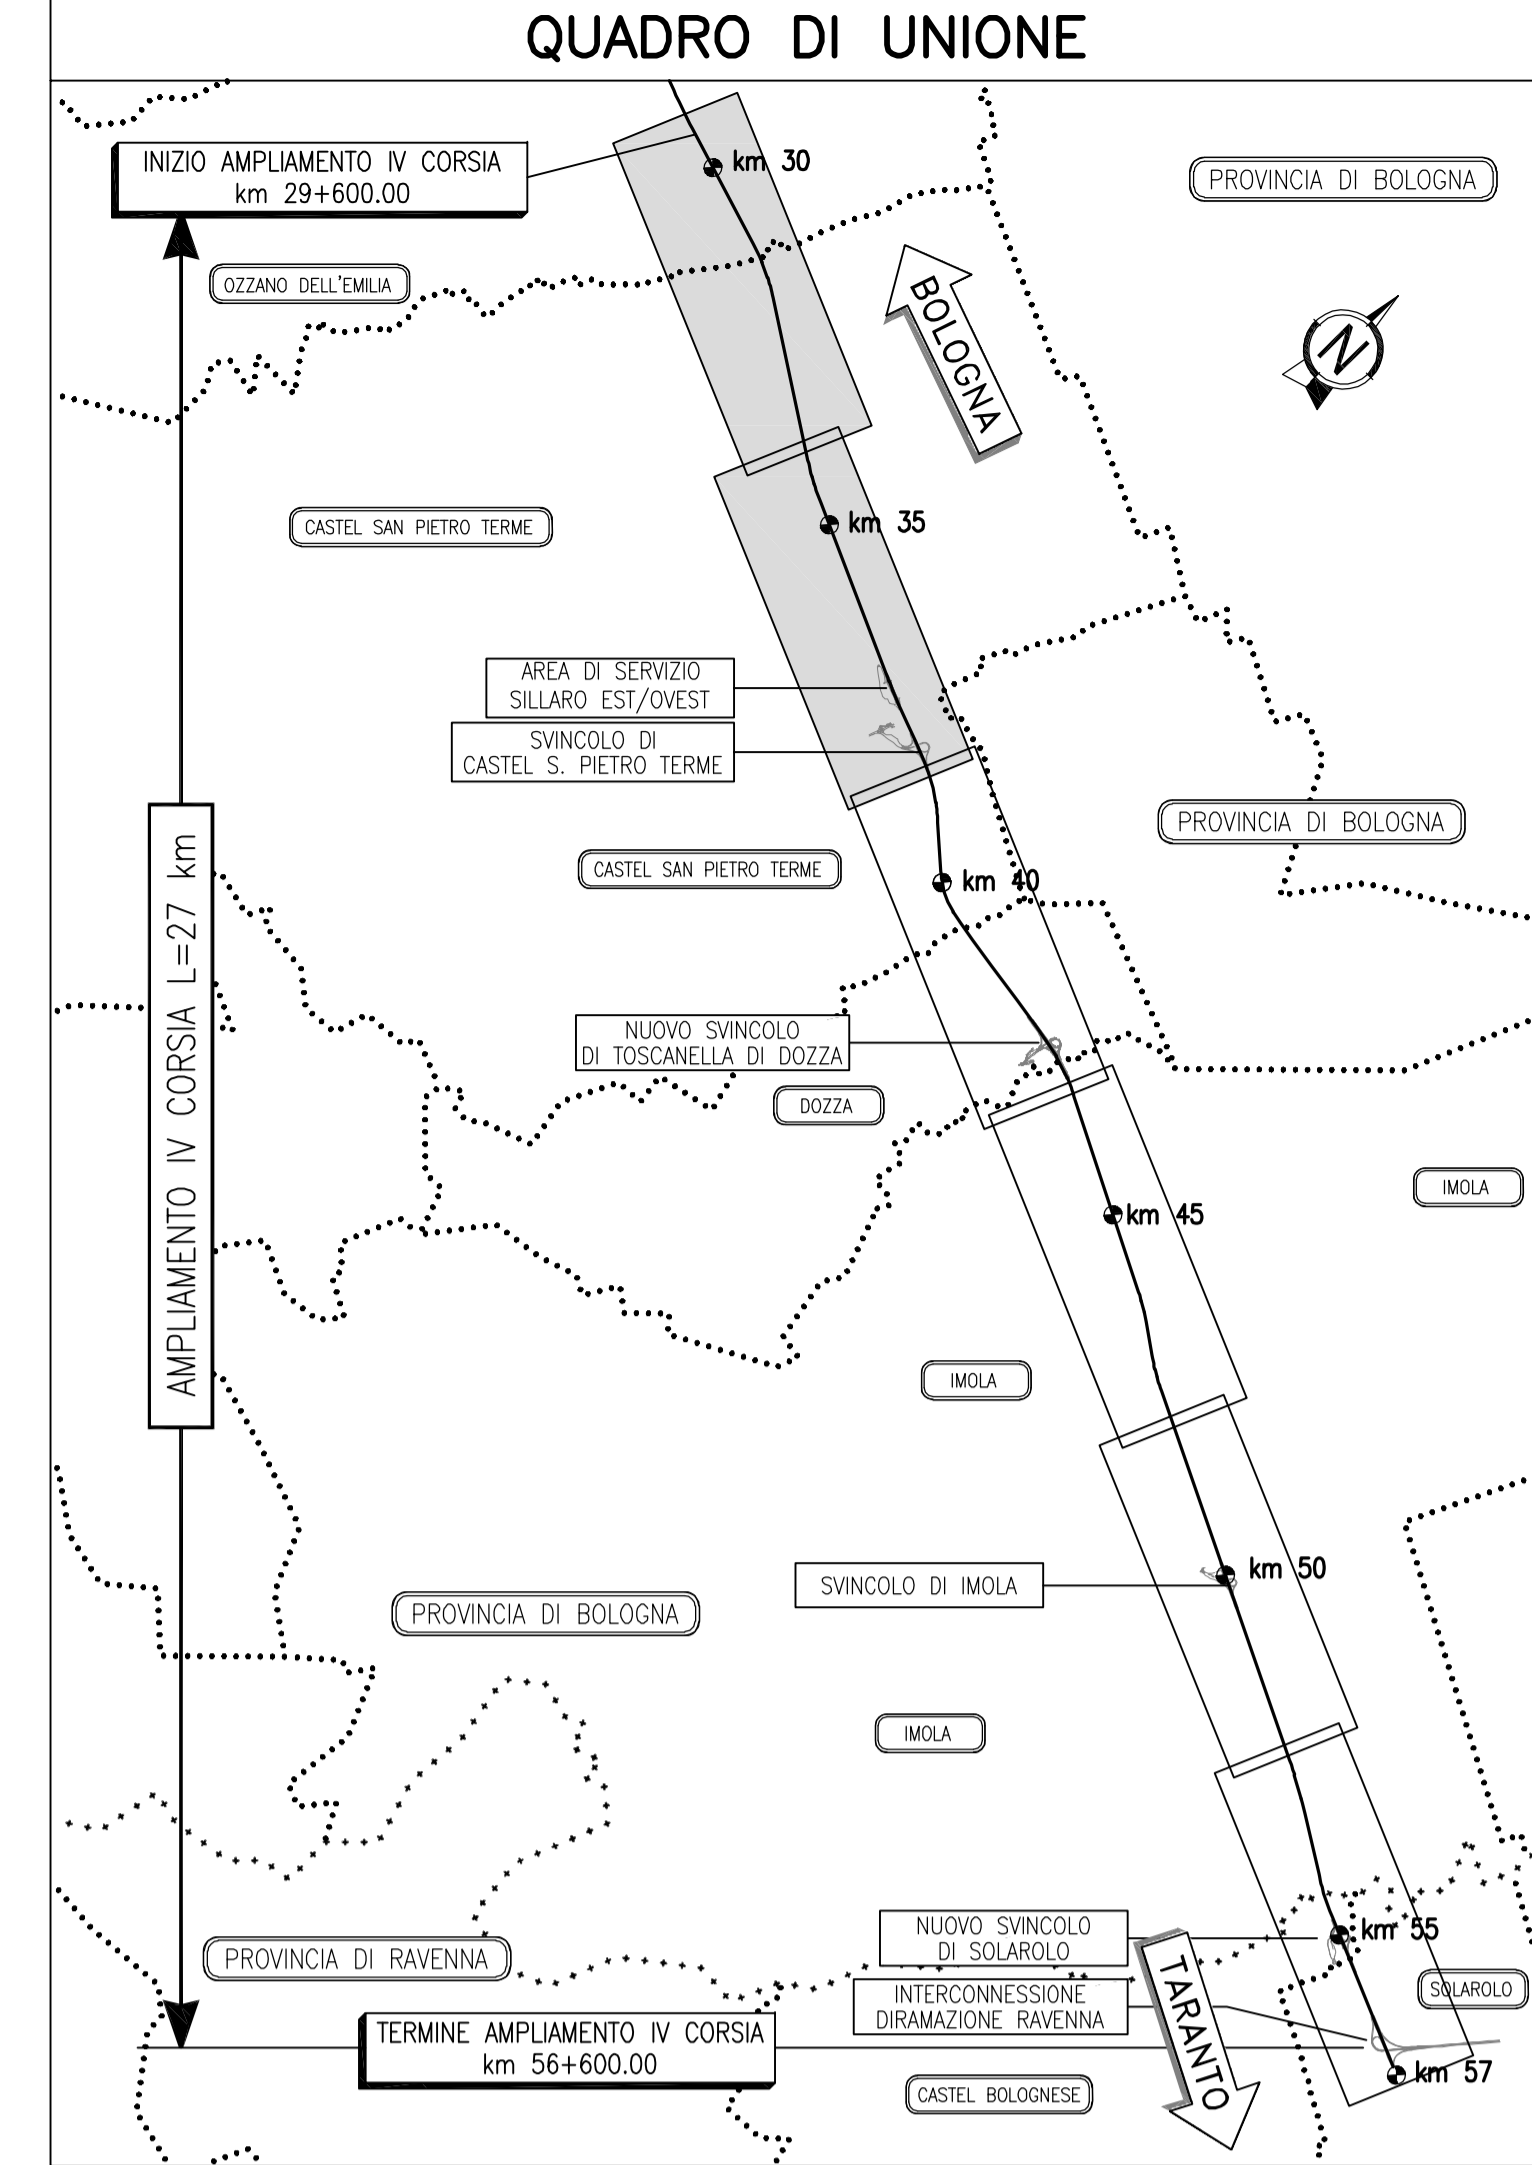 QUADRO DI UNIONE
INIZIO AMPLIAMENTO IV CORSIA
km 29+600.00
km 30
PROVINCIA DI BOLOGNA
OZZANO DELL'EMILIA
BOLOGNA
N
CASTEL SAN PIETRO TERME
km 35
AREA DI SERVIZIO
SILLARO EST/OVEST
SVINCOLO DI
CASTEL S. PIETRO TERME
PROVINCIA DI BOLOGNA
CASTEL SAN PIETRO TERME
km 40
AMPLIAMENTO IV CORSIA L=27 km
NUOVO SVINCOLO
DI TOSCANELLA DI DOZZA
DOZZA
IMOLA
km 45
IMOLA
km 50
SVINCOLO DI IMOLA
PROVINCIA DI BOLOGNA
IMOLA
NUOVO SVINCOLO
DI SOLAROLO
km 55
PROVINCIA DI RAVENNA
SOLAROLO
INTERCONNESSIONE
DIRAMAZIONE RAVENNA
TARANTO
TERMINE AMPLIAMENTO IV CORSIA
km 56+600.00
km 57
CASTEL BOLOGNESE